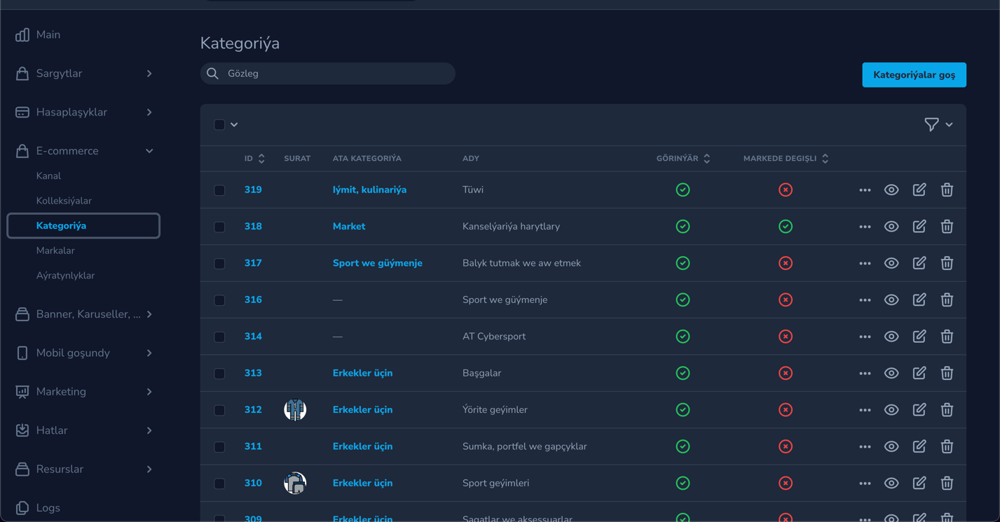 Main
Sargytlar
Hasaplaşyklar
E-commerce
Kanal
Kolleksiýalar
Kategoriýa
Markalar
Aýratynlyklar
Banner, Karuseller, ...
Mobil goşundy
Marketing
Hatlar
Resurslar
Logs
Kategoriýa
Gözleg
Kategoriýalar goş
ID SURAT ATA KATEGORIÝA ADY GÖRINÝÄR MARKEDE DEGIŞLI
319 Iýmit, kulinariýa Tüwi
318 Market Kanselýariýa harytlary
317 Sport we güýmenje Balyk tutmak we aw etmek
316 — Sport we güýmenje
314 — AT Cybersport
313 Erkekler üçin Başgalar
312 Erkekler üçin Ýörite geýimler
311 Erkekler üçin Sumka, portfel we gapçyklar
310 Erkekler üçin Sport geýimleri
309 Erkekler üçin Sagatlar we aksessuarlar